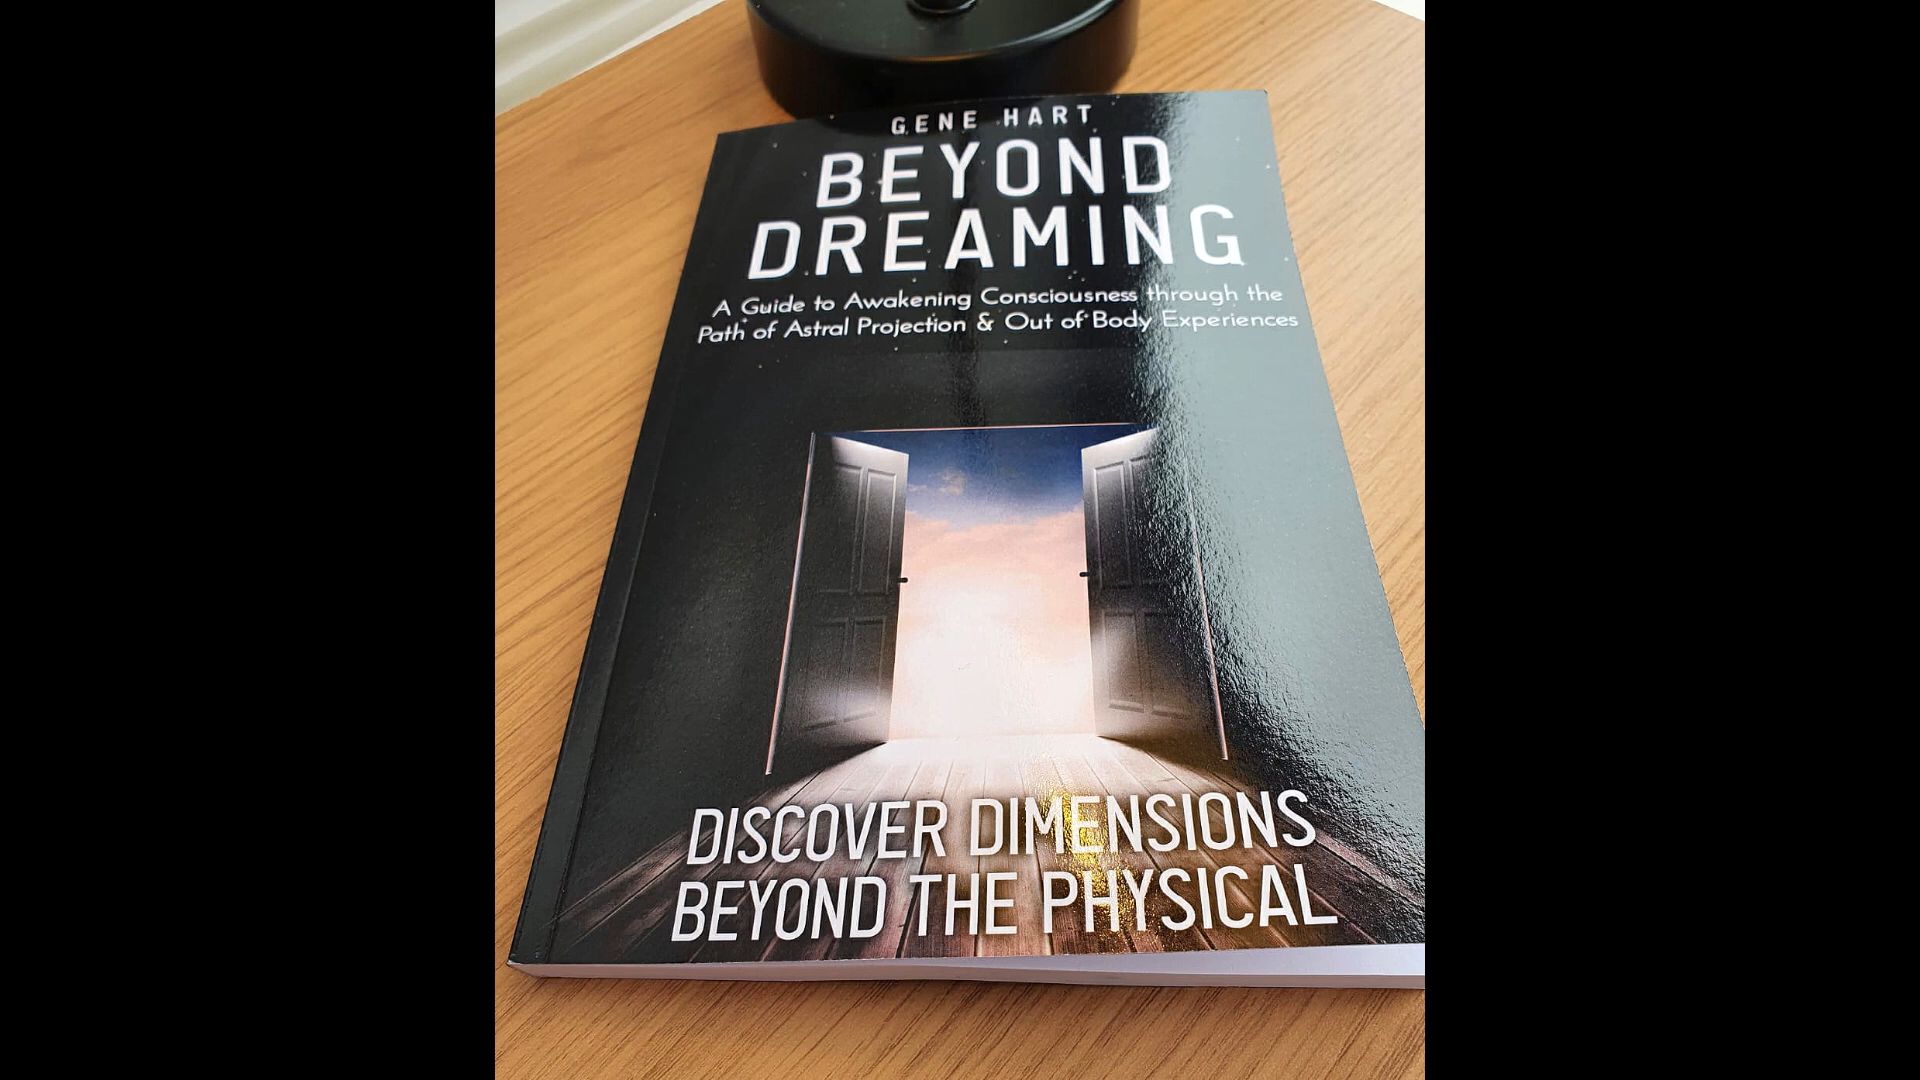 GENE HART
BEYOND
DREAMING
A Guide to Awakening Consciousness through the
Path of Astral Projection & Out of Body Experiences
DISCOVER DIMENSIONS
BEYOND THE PHYSICAL